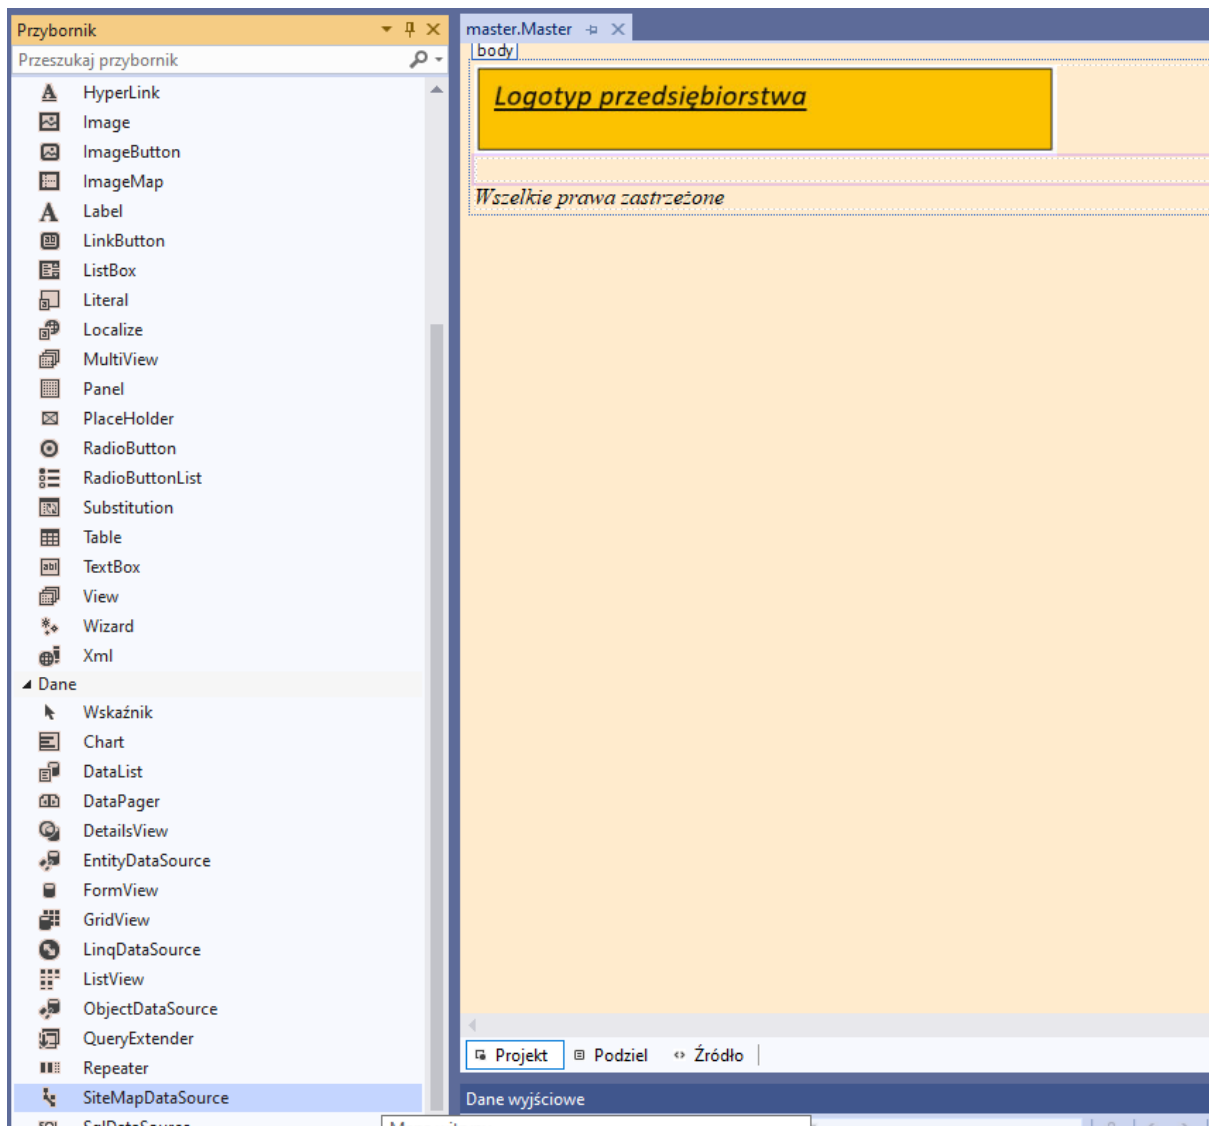 Przybornik
Przeszukaj przybornik
HyperLink
Image
ImageButton
ImageMap
Label
LinkButton
ListBox
Literal
Localize
MultiView
Panel
PlaceHolder
RadioButton
RadioButtonList
Substitution
Table
TextBox
View
Wizard
Xml
Dane
Wskaźnik
Chart
DataList
DataPager
DetailsView
EntityDataSource
FormView
GridView
LinqDataSource
ListView
ObjectDataSource
QueryExtender
Repeater
SiteMapDataSource
master.Master
body
Logotyp przedsiębiorstwa
Wszelkie prawa zastrzeżone
Projekt
Podziel
Źródło
Dane wyjściowe